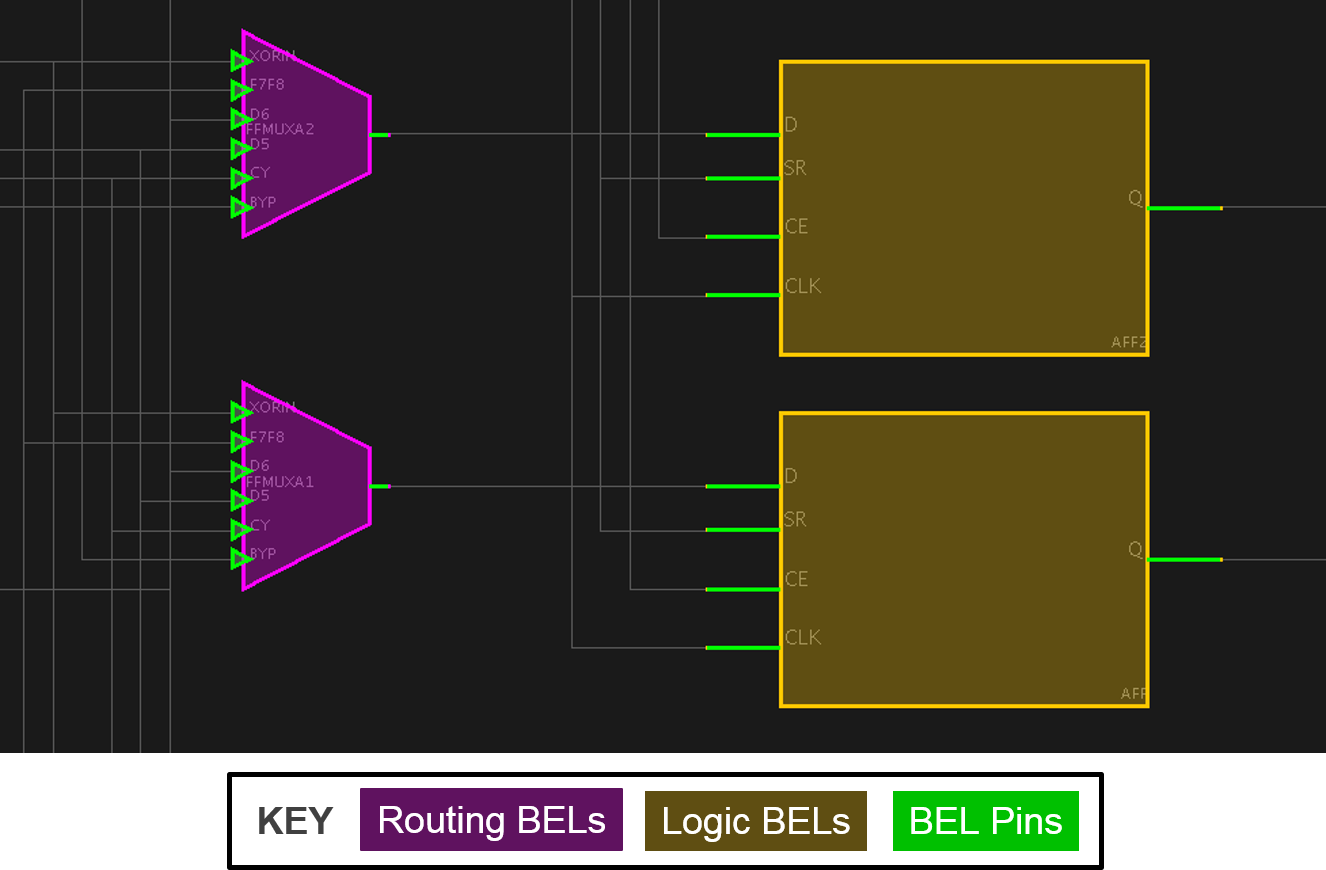 XORIN
F7F8
D6
FFMUXA2
D5
CY
BYP
D
SR
CE
CLK
Q
AFF2
XORIN
F7F8
D6
FFMUXA1
D5
CY
BYP
D
SR
CE
CLK
Q
AFF
KEY Routing BELs Logic BELs BEL Pins